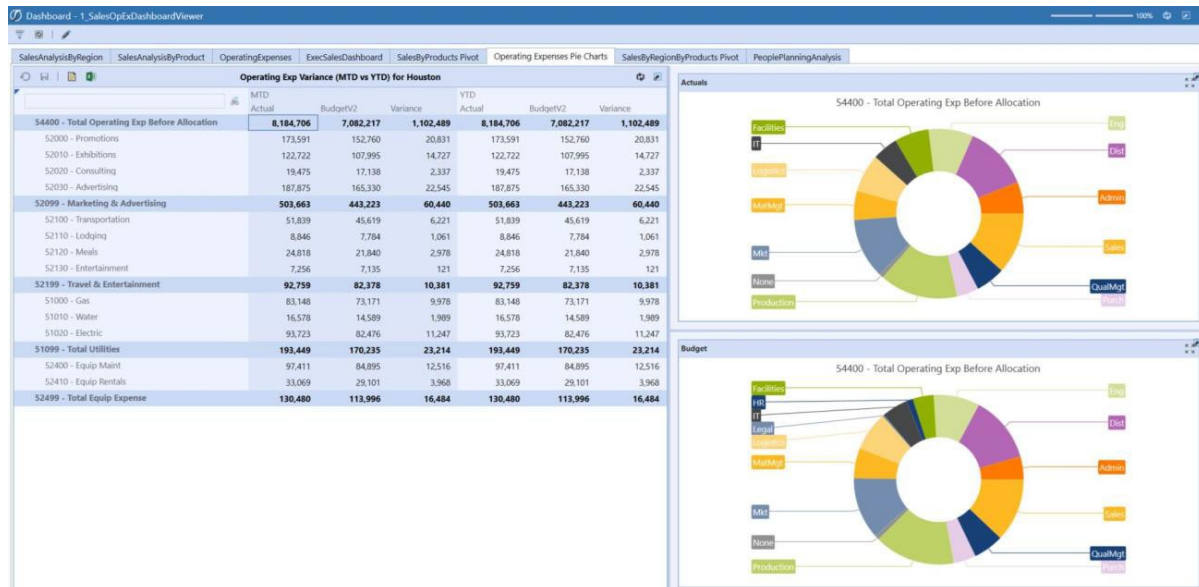 Dashboard - 1_SalesOpExDashboardViewer
100%
SalesAnalysisByRegion SalesAnalysisByProduct OperatingExpenses ExecSalesDashboard SalesByProducts Pivot Operating Expenses Pie Charts SalesByRegionByProducts Pivot PeoplePlanningAnalysis
Operating Exp Variance (MTD vs YTD) for Houston
MTD YTD
Actual BudgetV2 Variance Actual BudgetV2 Variance
54400 - Total Operating Exp Before Allocation 8,184,706 7,082,217 1,102,489 8,184,706 7,082,217 1,102,489
52000 - Promotions 173,591 152,760 20,831 173,591 152,760 20,831
52010 - Exhibitions 122,722 107,995 14,727 122,722 107,995 14,727
52020 - Consulting 19,475 17,138 2,337 19,475 17,138 2,337
52030 - Advertising 187,875 165,330 22,545 187,875 165,330 22,545
52099 - Marketing & Advertising 503,663 443,223 60,440 503,663 443,223 60,440
52100 - Transportation 51,839 45,619 6,221 51,839 45,619 6,221
52110 - Lodging 8,846 7,784 1,061 8,846 7,784 1,061
52120 - Meals 24,818 21,840 2,978 24,818 21,840 2,978
52130 - Entertainment 7,256 7,135 121 7,256 7,135 121
52199 - Travel & Entertainment 92,759 82,378 10,381 92,759 82,378 10,381
51000 - Gas 83,148 73,171 9,978 83,148 73,171 9,978
51010 - Water 16,578 14,589 1,989 16,578 14,589 1,989
51020 - Electric 93,723 82,476 11,247 93,723 82,476 11,247
51099 - Total Utilities 193,449 170,235 23,214 193,449 170,235 23,214
52400 - Equip Maint 97,411 84,895 12,516 97,411 84,895 12,516
52410 - Equip Rentals 33,069 29,101 3,968 33,069 29,101 3,968
52499 - Total Equip Expense 130,480 113,996 16,484 130,480 113,996 16,484
Actuals
54400 - Total Operating Exp Before Allocation
Facilities
IT
Logistics
MatMgt
Mkt
None
Production
Eng
Dist
Admin
Sales
QualMgt
Purch
Budget
54400 - Total Operating Exp Before Allocation
Facilities
HR
IT
Legal
Logistics
MatMgt
Mkt
None
Production
Eng
Dist
Admin
Sales
QualMgt
Purch